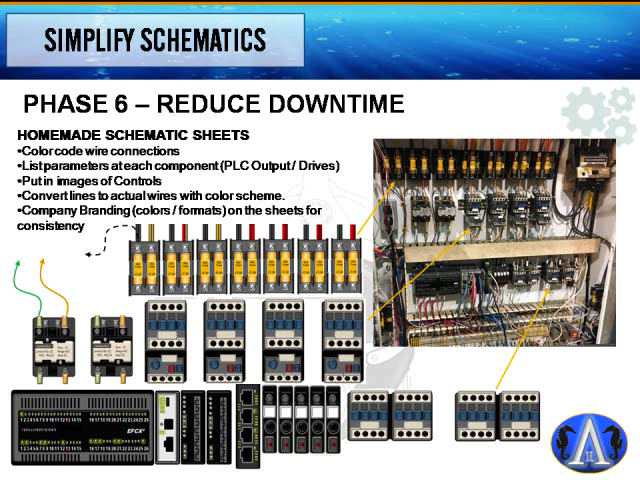 SIMPLIFY SCHEMATICS
PHASE 6 – REDUCE DOWNTIME
HOMEMADE SCHEMATIC SHEETS
•Color code wire connections
•List parameters at each component (PLC Output / Drives)
•Put in images of Controls
•Convert lines to actual wires with color scheme.
•Company Branding (colors / formats) on the sheets for
consistency
EFCX
A
II